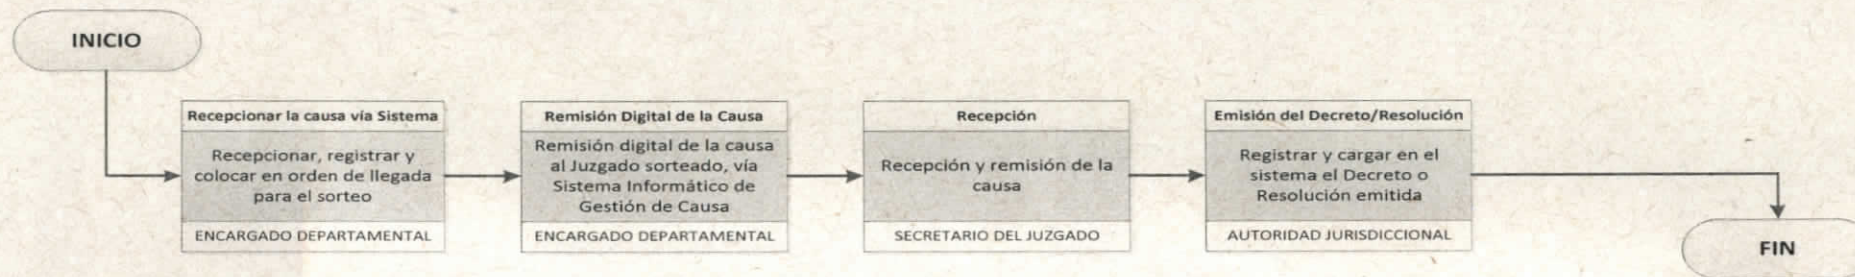 INICIO
Recepcionar la causa vía Sistema
Recepcionar, registrar y
colocar en orden de llegada
para el sorteo
ENCARGADO DEPARTAMENTAL
Remisión Digital de la Causa
Remisión digital de la causa
al Juzgado sorteado, vía
Sistema Informático de
Gestión de Causa
ENCARGADO DEPARTAMENTAL
Recepción
Recepción y remisión de la
causa
SECRETARIO DEL JUZGADO
Emisión del Decreto/Resolución
Registrar y cargar en el
sistema el Decreto o
Resolución emitida
AUTORIDAD JURISDICCIONAL
FIN